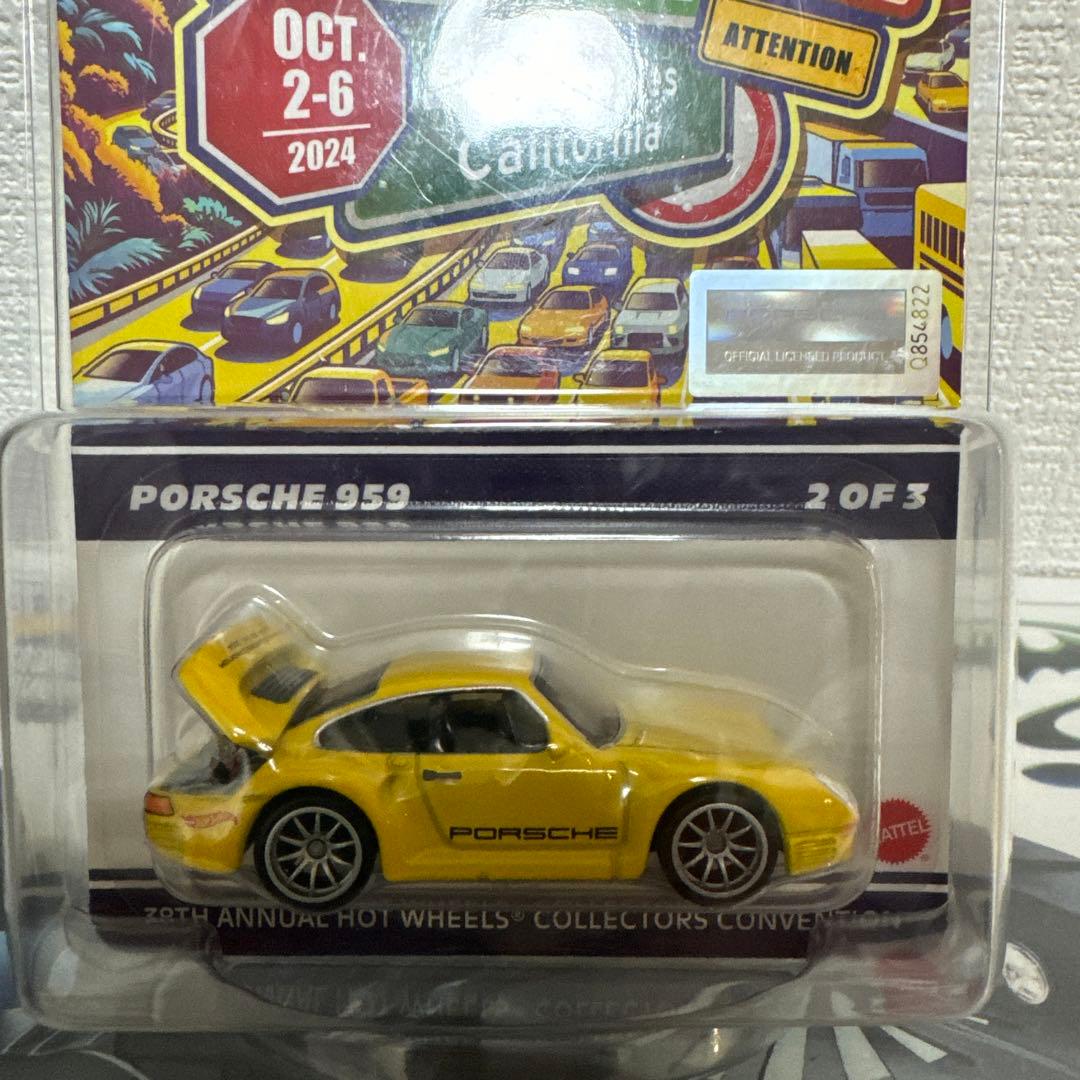 OCT.
2-6
2024
ATTENTION
California
OFFICIAL LICENSED PRODUCT
Q854822
PORSCHE 959
2 OF 3
PORSCHE
MATTEL
38TH ANNUAL HOT WHEELS® COLLECTORS CONVENTION